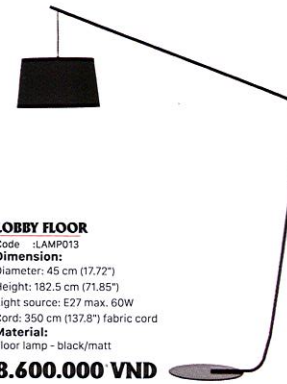 LOBBY FLOOR
Code :LAMP013
Dimension:
Diameter: 45 cm (17.72")
Height: 182.5 cm (71.85")
Light source: E27 max. 60W
Cord: 350 cm (137.8") fabric cord
Material:
Floor lamp - black/matt
8.600.000 VND